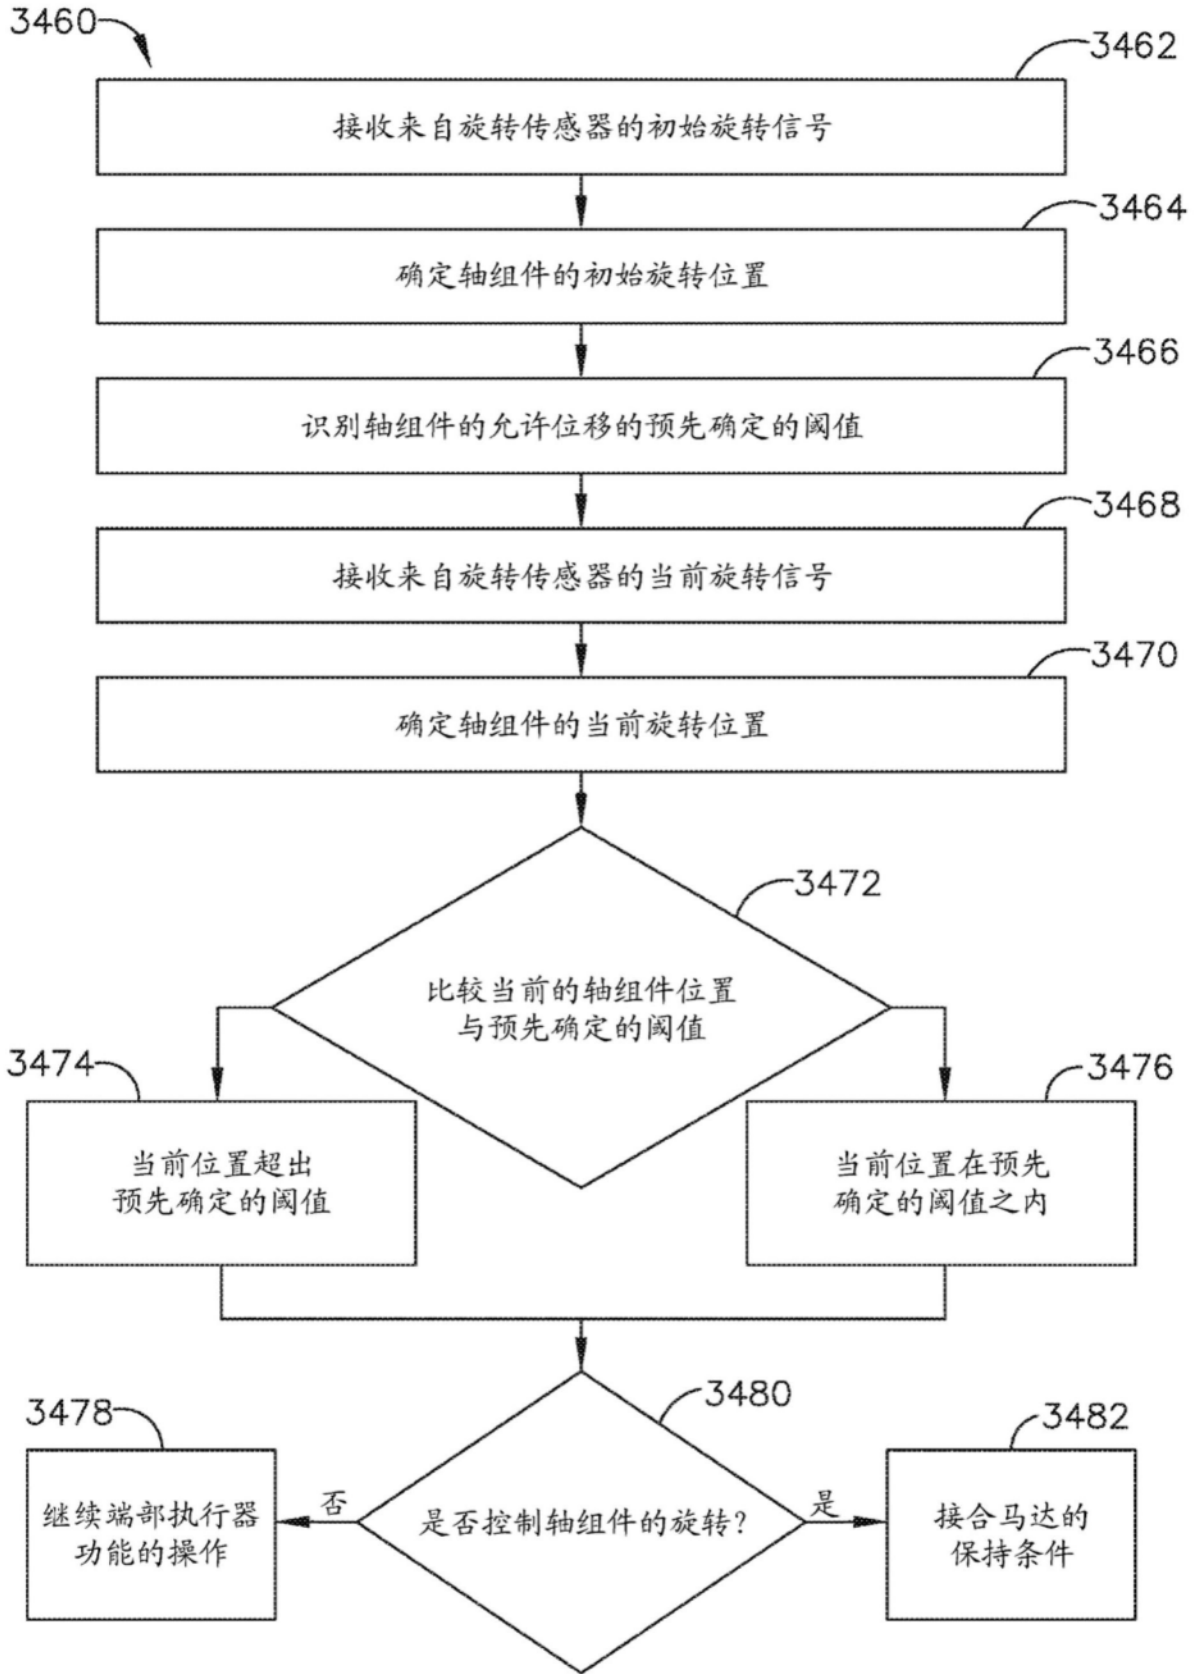 3460
3462
接收来自旋转传感器的初始旋转信号
3464
确定轴组件的初始旋转位置
3466
识别轴组件的允许位移的预先确定的阈值
3468
接收来自旋转传感器的当前旋转信号
3470
确定轴组件的当前旋转位置
3472
比较当前的轴组件位置
与预先确定的阈值
3474
当前位置超出
预先确定的阈值
3476
当前位置在预先
确定的阈值之内
3480
是否控制轴组件的旋转?
否
是
3478
继续端部执行器
功能的操作
3482
接合马达的
保持条件